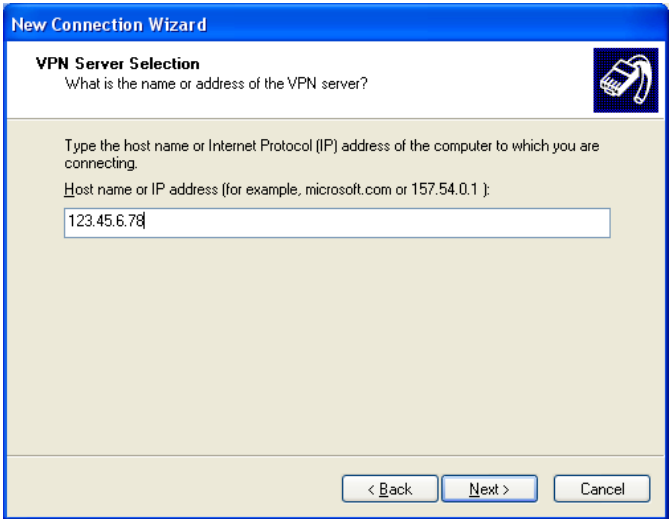 New Connection Wizard
VPN Server Selection
What is the name or address of the VPN server?
Type the host name or Internet Protocol (IP) address of the computer to which you are
connecting.
Host name or IP address (for example, microsoft.com or 157.54.0.1 ):
123.45.6.78
< Back Next > Cancel